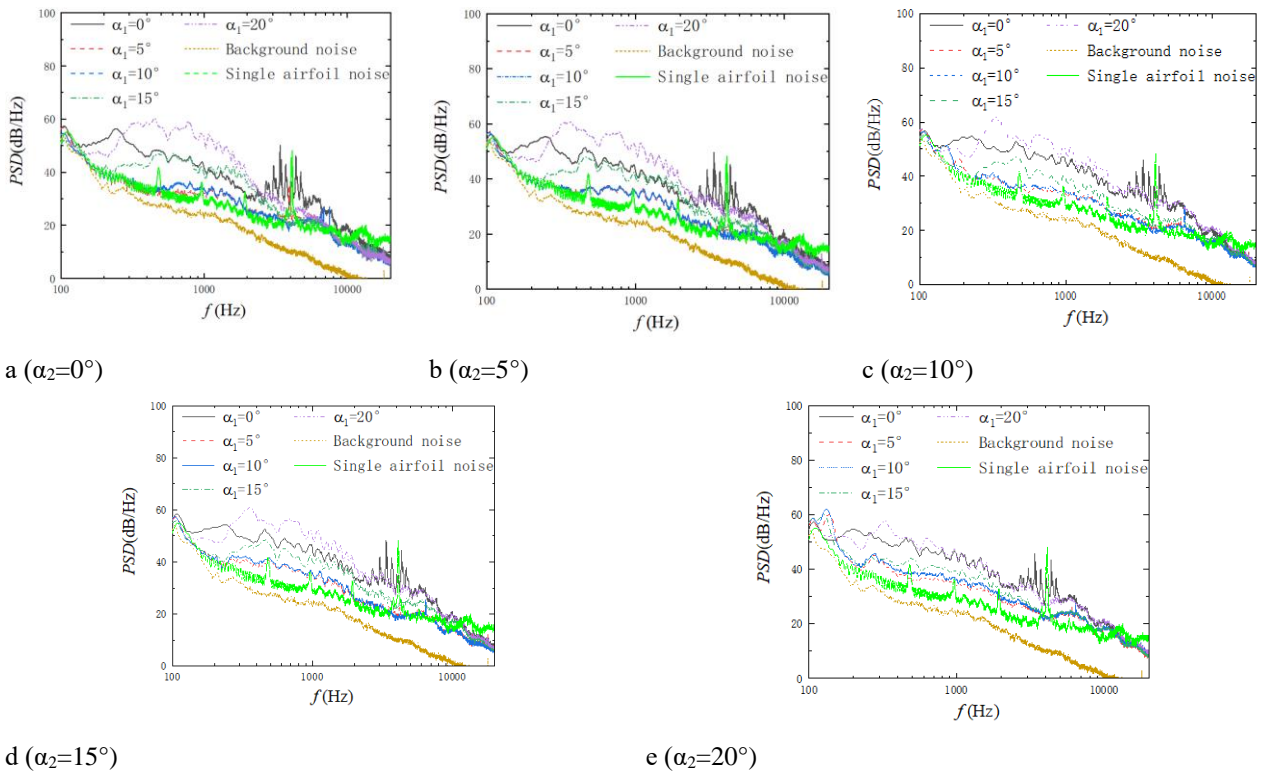 100
80
60
40
20
0
PSD(dB/Hz)
α₁=0°
α₁=5°
α₁=10°
α₁=15°
α₁=20°
Background noise
Single airfoil noise
100
1000
10000
f(Hz)
100
80
60
40
20
0
PSD(dB/Hz)
α₁=0°
α₁=5°
α₁=10°
α₁=15°
α₁=20°
Background noise
Single airfoil noise
100
1000
10000
f(Hz)
100
80
60
40
20
0
PSD(dB/Hz)
α₁=0°
α₁=5°
α₁=10°
α₁=15°
α₁=20°
Background noise
Single airfoil noise
100
1000
10000
f(Hz)
a (α₂=0°)
b (α₂=5°)
c (α₂=10°)
100
80
60
40
20
0
PSD(dB/Hz)
α₁=0°
α₁=5°
α₁=10°
α₁=15°
α₁=20°
Background noise
Single airfoil noise
100
1000
10000
f(Hz)
100
80
60
40
20
0
PSD(dB/Hz)
α₁=0°
α₁=5°
α₁=10°
α₁=15°
α₁=20°
Background noise
Single airfoil noise
100
1000
10000
f(Hz)
d (α₂=15°)
e (α₂=20°)